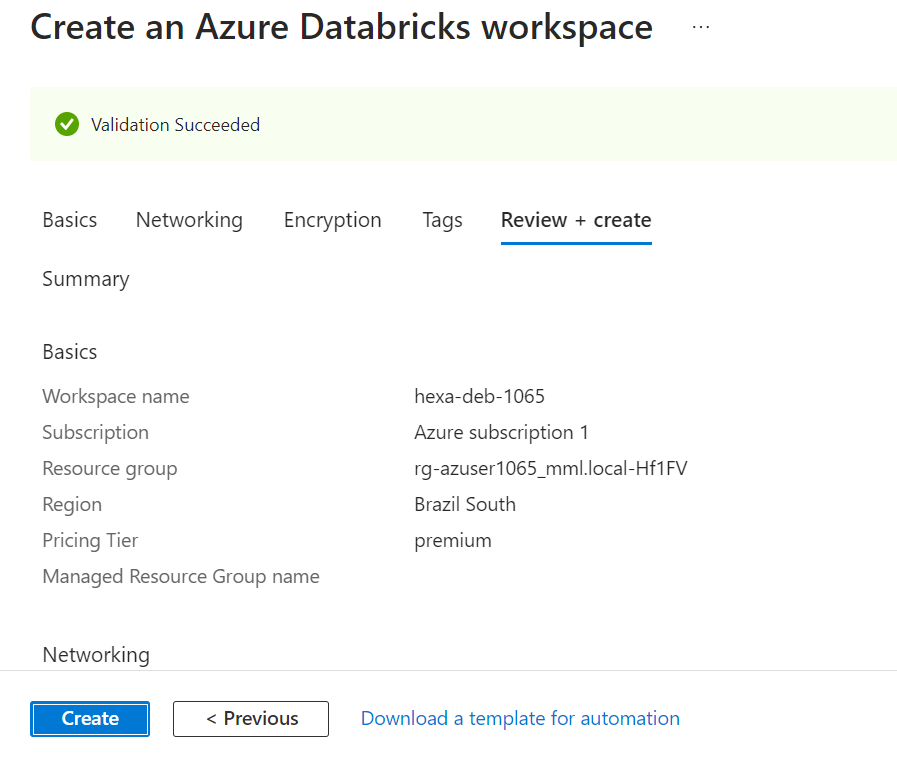 Create an Azure Databricks workspace ...
Validation Succeeded
Basics Networking Encryption Tags Review + create
Summary
Basics
Workspace name hexa-deb-1065
Subscription Azure subscription 1
Resource group rg-azuser1065_mml.local-Hf1FV
Region Brazil South
Pricing Tier premium
Managed Resource Group name
Networking
Create < Previous Download a template for automation